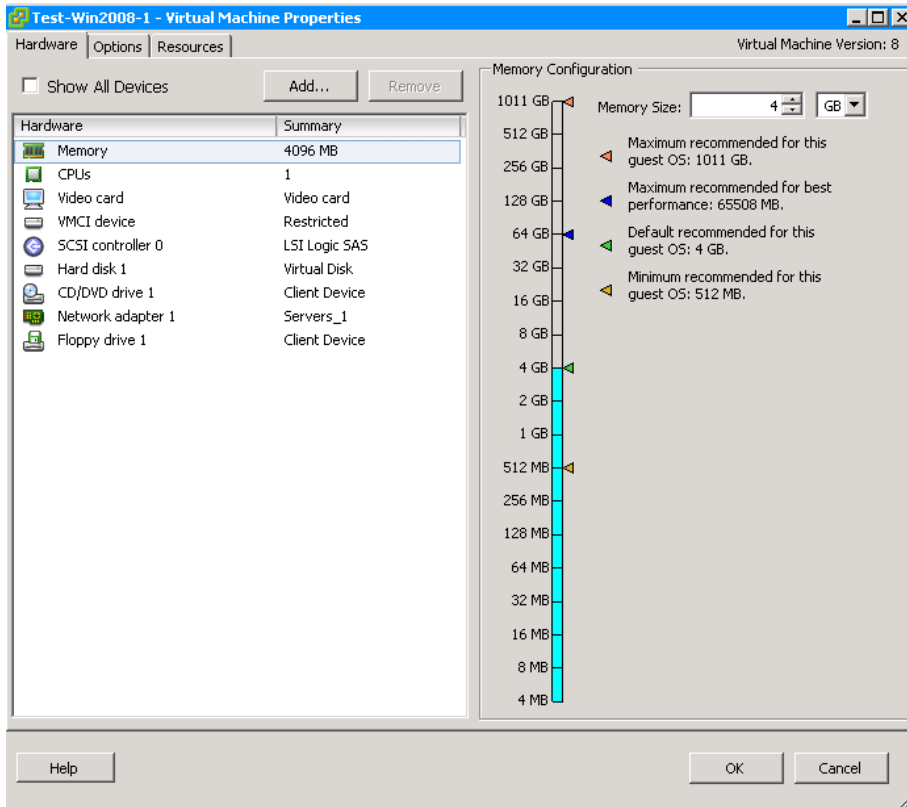 Test-Win2008-1 - Virtual Machine Properties
Hardware Options Resources Virtual Machine Version: 8
Show All Devices Add... Remove
Hardware Summary
Memory 4096 MB
CPUs 1
Video card Video card
VMCI device Restricted
SCSI controller 0 LSI Logic SAS
Hard disk 1 Virtual Disk
CD/DVD drive 1 Client Device
Network adapter 1 Servers_1
Floppy drive 1 Client Device
Memory Configuration
Memory Size: 4 GB
1011 GB
512 GB
256 GB
128 GB
64 GB
32 GB
16 GB
8 GB
4 GB
2 GB
1 GB
512 MB
256 MB
128 MB
64 MB
32 MB
16 MB
8 MB
4 MB
Maximum recommended for this
guest OS: 1011 GB.
Maximum recommended for best
performance: 65508 MB.
Default recommended for this
guest OS: 4 GB.
Minimum recommended for this
guest OS: 512 MB.
Help OK Cancel